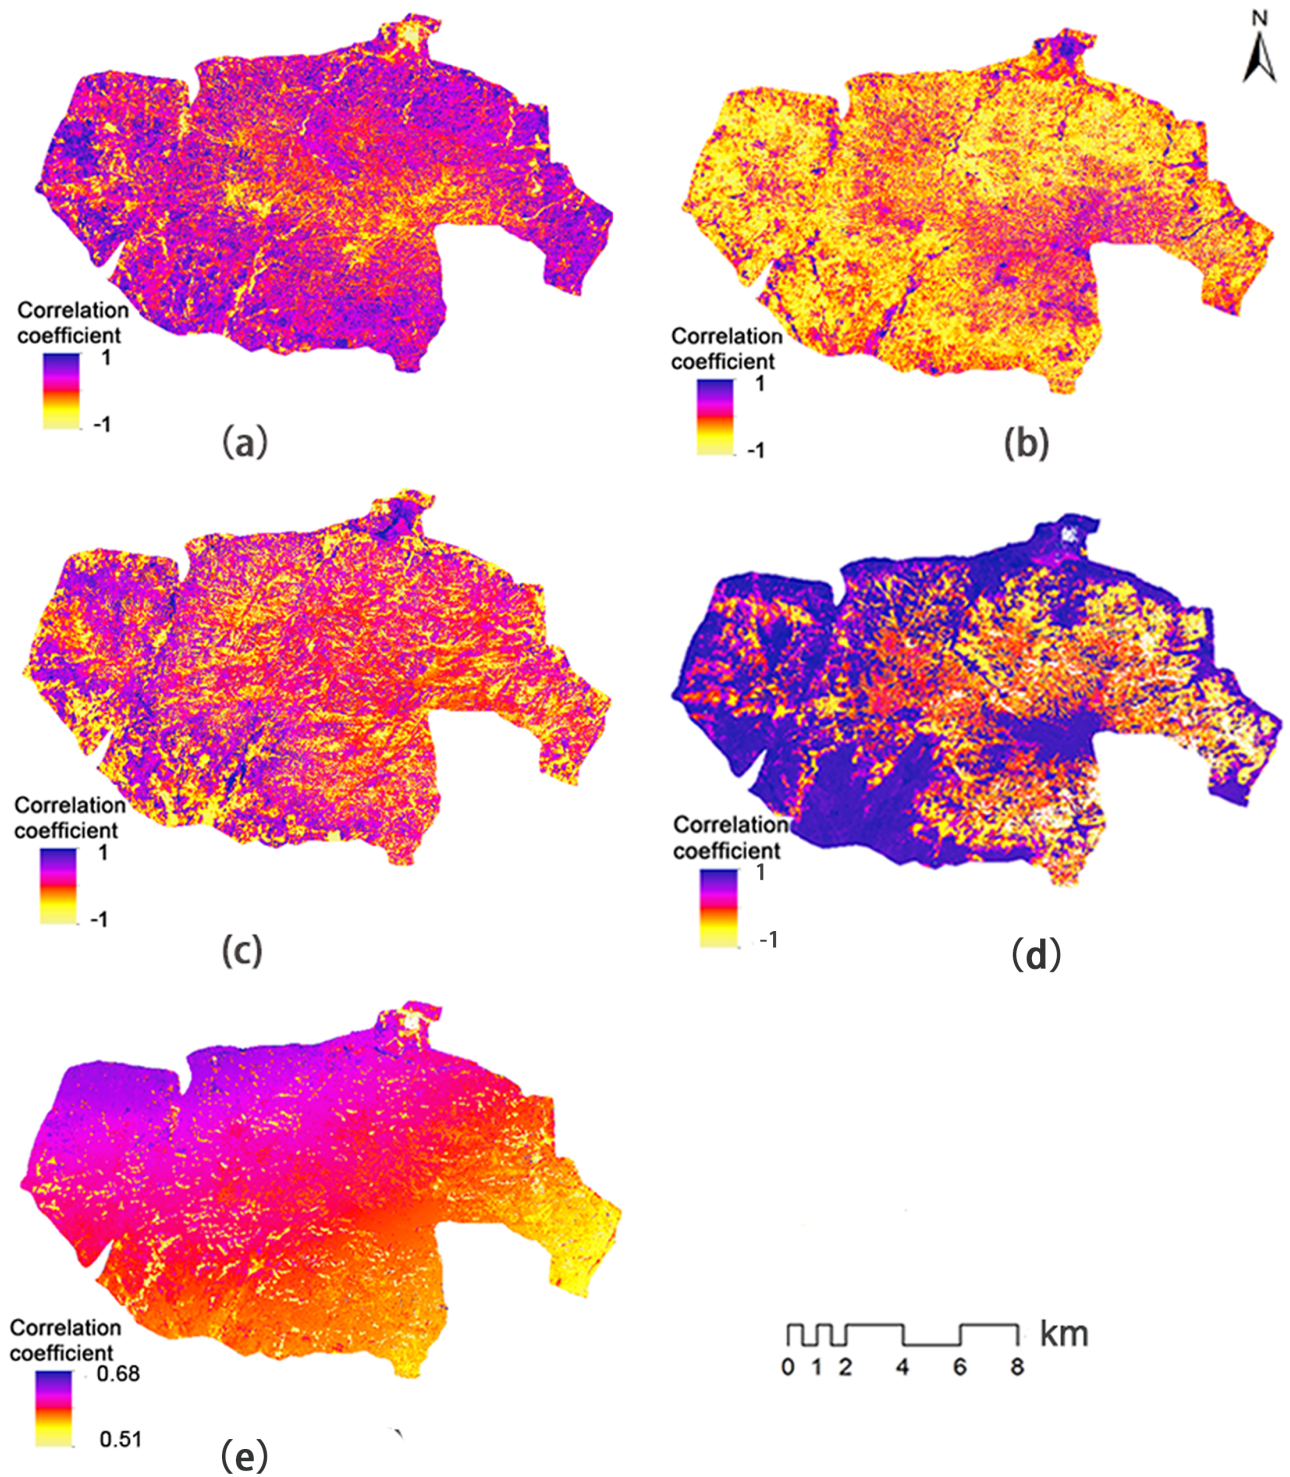 N
Correlation
coefficient
1
-1
(a)
Correlation
coefficient
1
-1
(b)
Correlation
coefficient
1
-1
(c)
Correlation
coefficient
1
-1
(d)
Correlation
coefficient
0.68
0.51
(e)
km
0 1 2 4 6 8